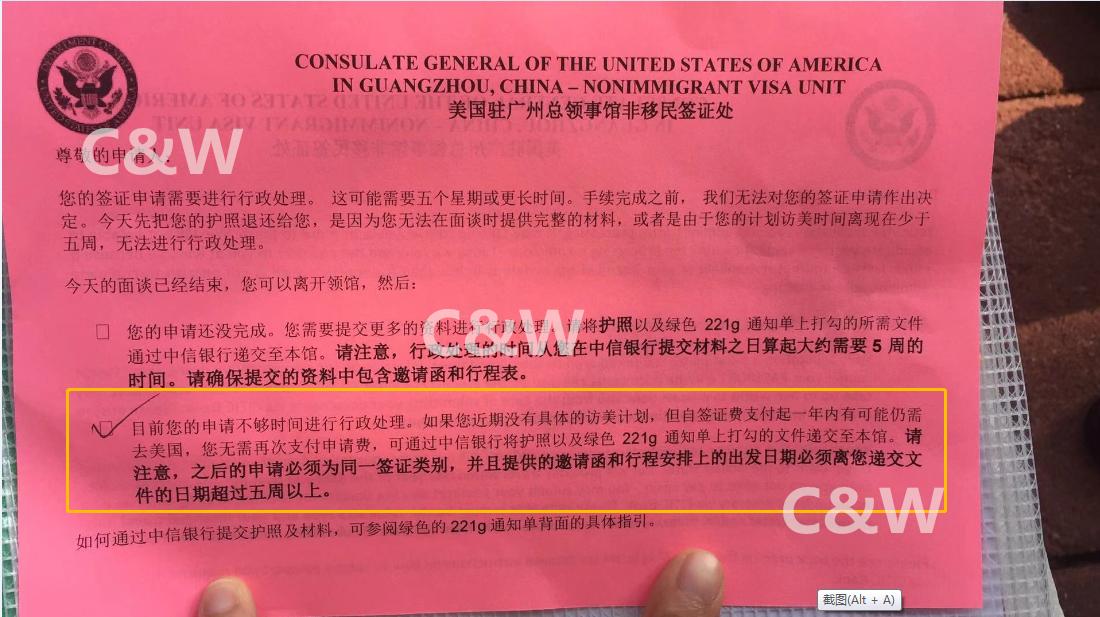 CONSULATE GENERAL OF THE UNITED STATES OF AMERICA
IN GUANGZHOU, CHINA – NONIMMIGRANT VISA UNIT
美国驻广州总领事馆非移民签证处
C&W
尊敬的申请人：
您的签证申请需要进行行政处理。 这可能需要五个星期或更长时间。手续完成之前， 我们无法对您的签证申请作出决
定。今天先把您的护照退还给您，是因为您无法在面谈时提供完整的材料，或者是由于您的计划访美时间离现在少于
五周，无法进行行政处理。
今天的面谈已经结束，您可以离开领馆，然后：
C&W
□ 您的申请还没完成。您需要提交更多的资料进行行政处理。请将护照以及绿色 221g 通知单上打勾的所需文件
通过中信银行递交至本馆。请注意，行政处理的时间从您在中信银行提交材料之日算起大约需要 5 周的
时间。请确保提交的资料中包含邀请函和行程表。
□ 目前您的申请不够时间进行行政处理。如果您近期没有具体的访美计划，但自签证费支付起一年内有可能仍需
去美国，您无需再次支付申请费，可通过中信银行将护照以及绿色 221g 通知单上打勾的文件递交至本馆。请
注意，之后的申请必须为同一签证类别，并且提供的邀请函和行程安排上的出发日期必须离您递交文
件的日期超过五周以上。
C&W
如何通过中信银行提交护照及材料，可参阅绿色的 221g 通知单背面的具体指引。
截图(Alt + A)